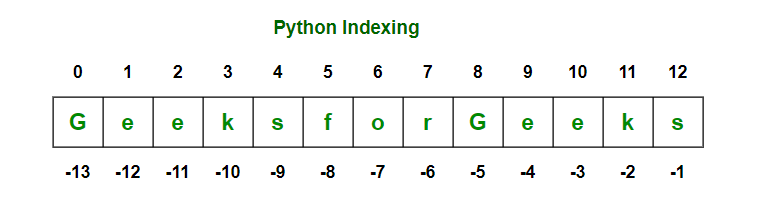 Python Indexing
0 1 2 3 4 5 6 7 8 9 10 11 12
G e e k s f o r G e e k s
-13 -12 -11 -10 -9 -8 -7 -6 -5 -4 -3 -2 -1